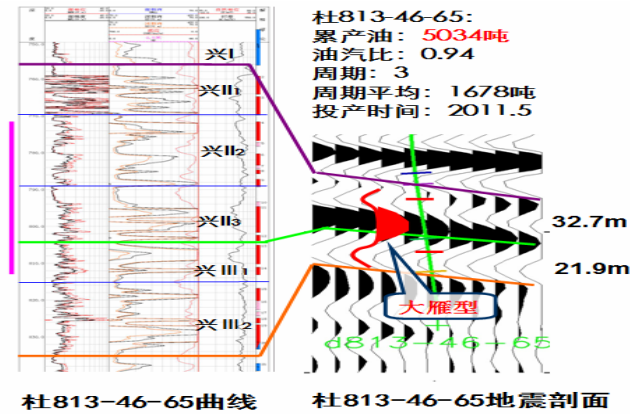 杜813-46-65:
累产油: 5034吨
油汽比: 0.94
周期: 3
周期平均: 1678吨
投产时间: 2011.5
兴I
兴II1
兴II2
兴II3
兴III1
兴III2
32.7m
21.9m
大雁型
d813-46-65
杜813-46-65曲线
杜813-46-65地震剖面